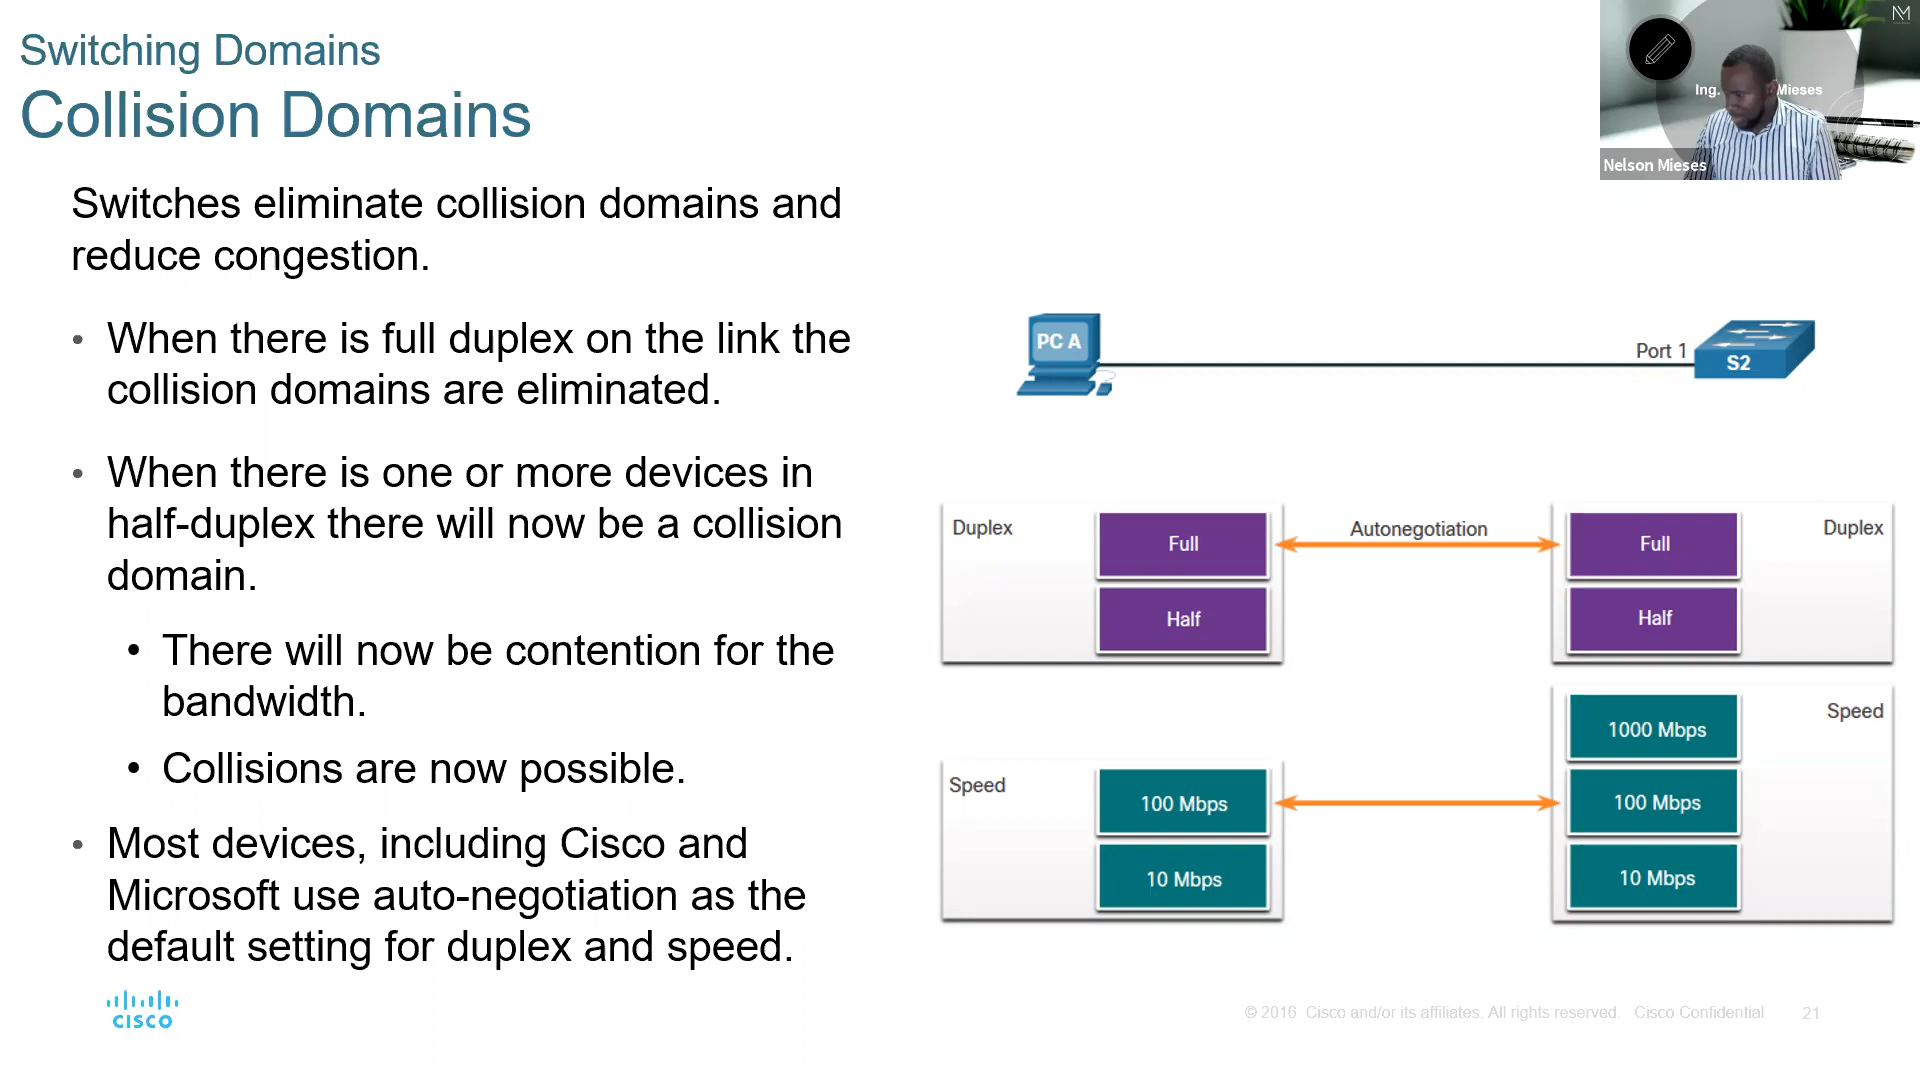 Switching Domains
Collision Domains
Switches eliminate collision domains and
reduce congestion.
• When there is full duplex on the link the
collision domains are eliminated.
• When there is one or more devices in
half-duplex there will now be a collision
domain.
• There will now be contention for the
bandwidth.
• Collisions are now possible.
• Most devices, including Cisco and
Microsoft use auto-negotiation as the
default setting for duplex and speed.
Ing. Mieses
Nelson Mieses
PC A
Port 1
S2
Duplex
Full
Half
Autonegotiation
Full
Half
Duplex
Speed
100 Mbps
10 Mbps
1000 Mbps
100 Mbps
10 Mbps
Speed
CISCO
© 2016 Cisco and/or its affiliates. All rights reserved. Cisco Confidential
21